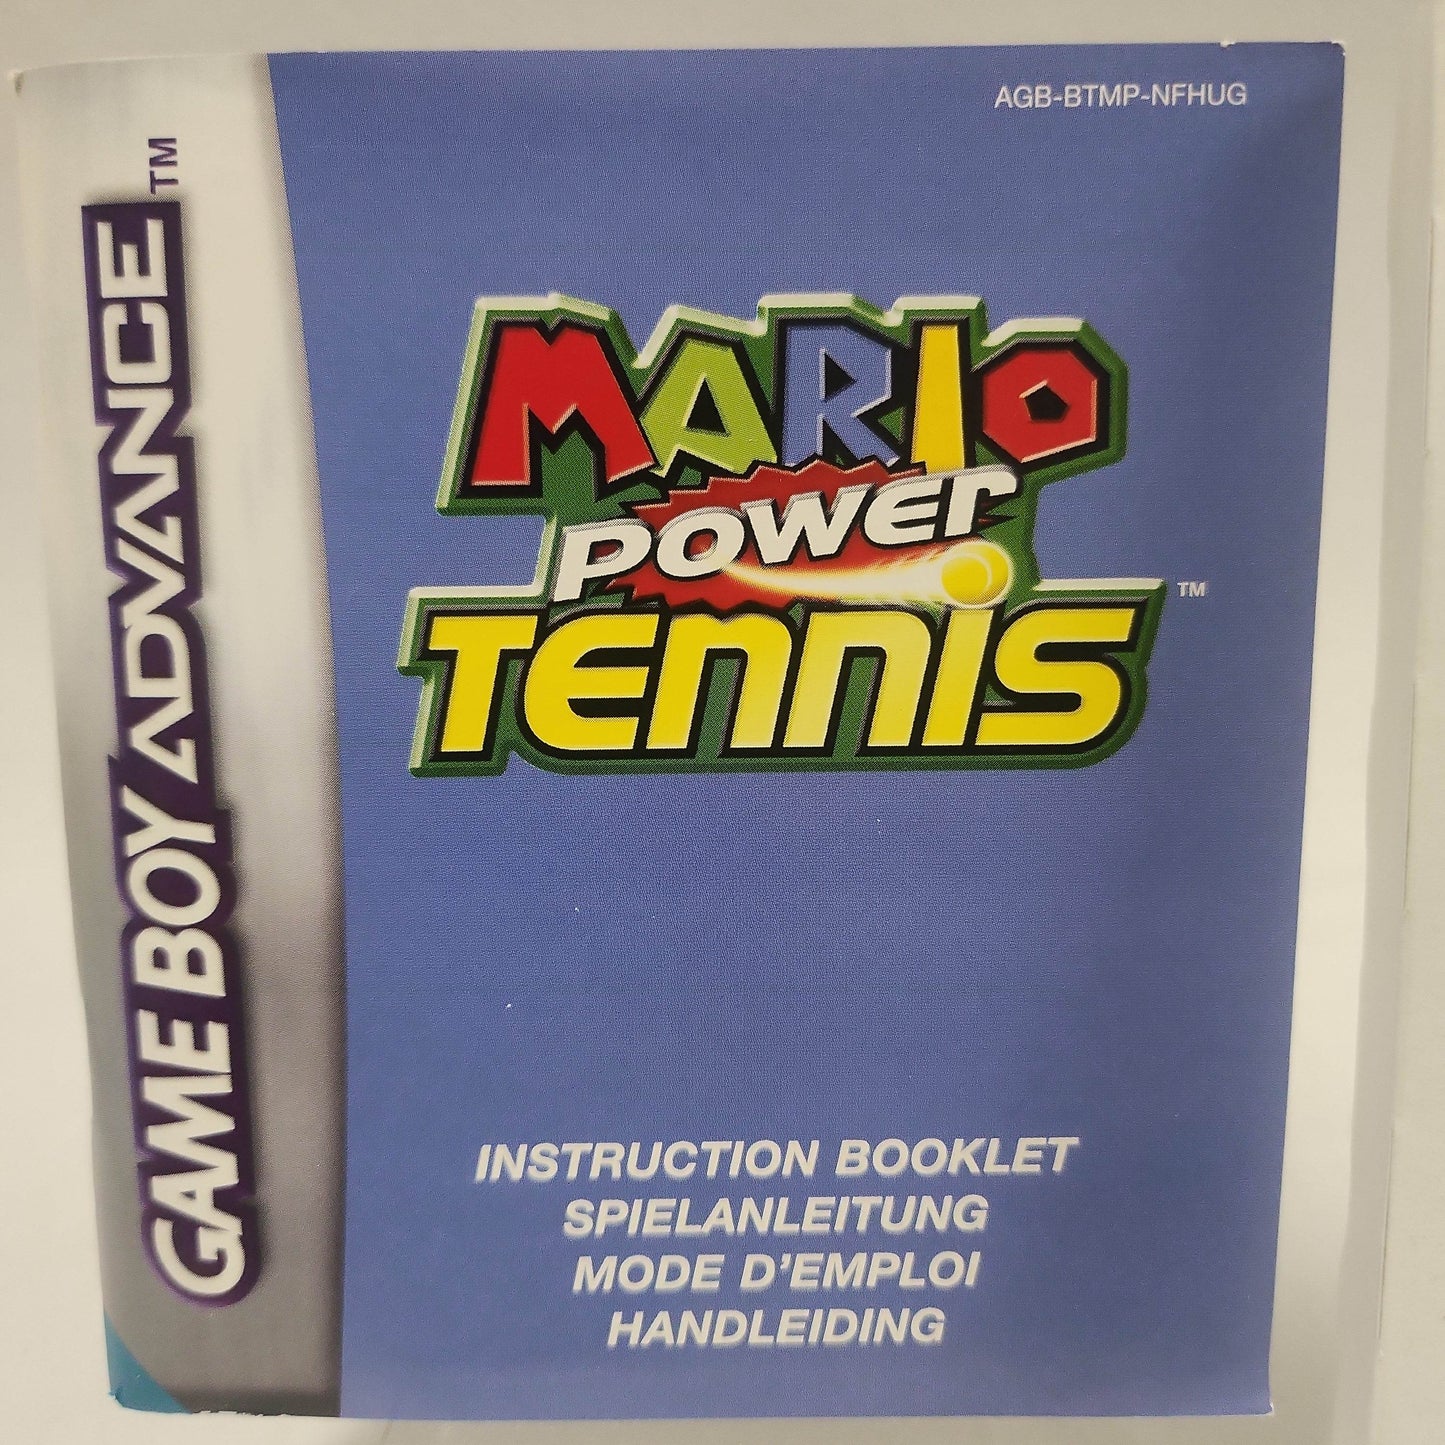 AGB-BTMP-NFHUG
GAME BOY ADVANCE™
MARIO
POWER
TENNIS™
INSTRUCTION BOOKLET
SPIELANLEITUNG
MODE D'EMPLOI
HANDLEIDING